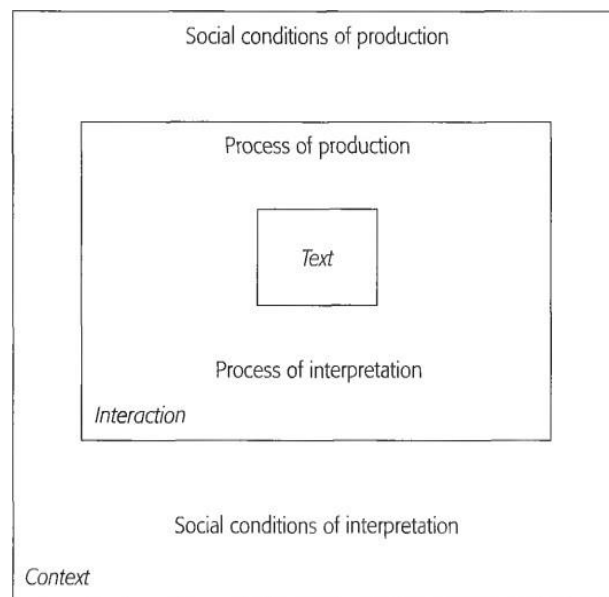 Social conditions of production
Process of production
Text
Process of interpretation
Interaction
Social conditions of interpretation
Context